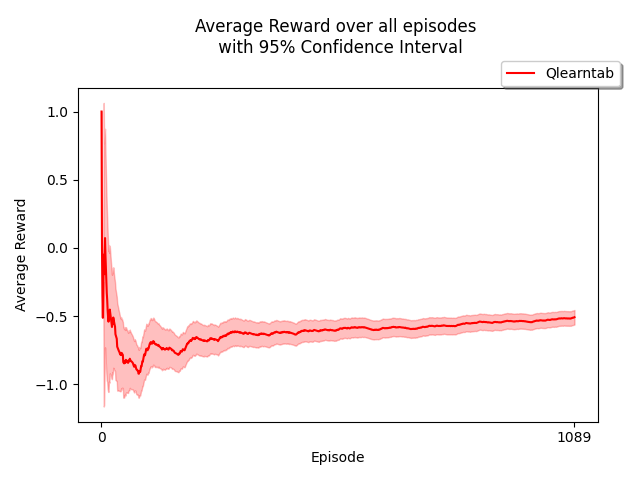 Average Reward over all episodes
with 95% Confidence Interval
Qlearntab
1.0
0.5
0.0
−0.5
−1.0
Average Reward
0
1089
Episode